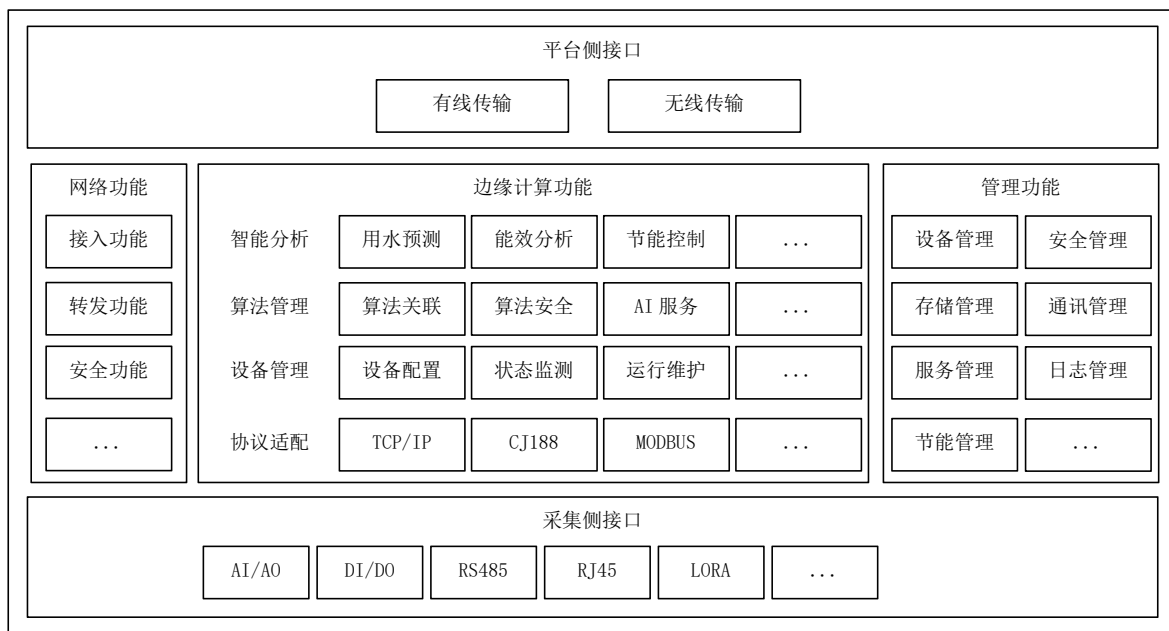 平台侧接口
有线传输 无线传输
网络功能
接入功能
转发功能
安全功能
...
边缘计算功能
智能分析 用水预测 能效分析 节能控制 ...
算法管理 算法关联 算法安全 AI 服务 ...
设备管理 设备配置 状态监测 运行维护 ...
协议适配 TCP/IP CJ188 MODBUS ...
管理功能
设备管理 安全管理
存储管理 通讯管理
服务管理 日志管理
节能管理 ...
采集侧接口
AI/AO DI/DO RS485 RJ45 LORA ...